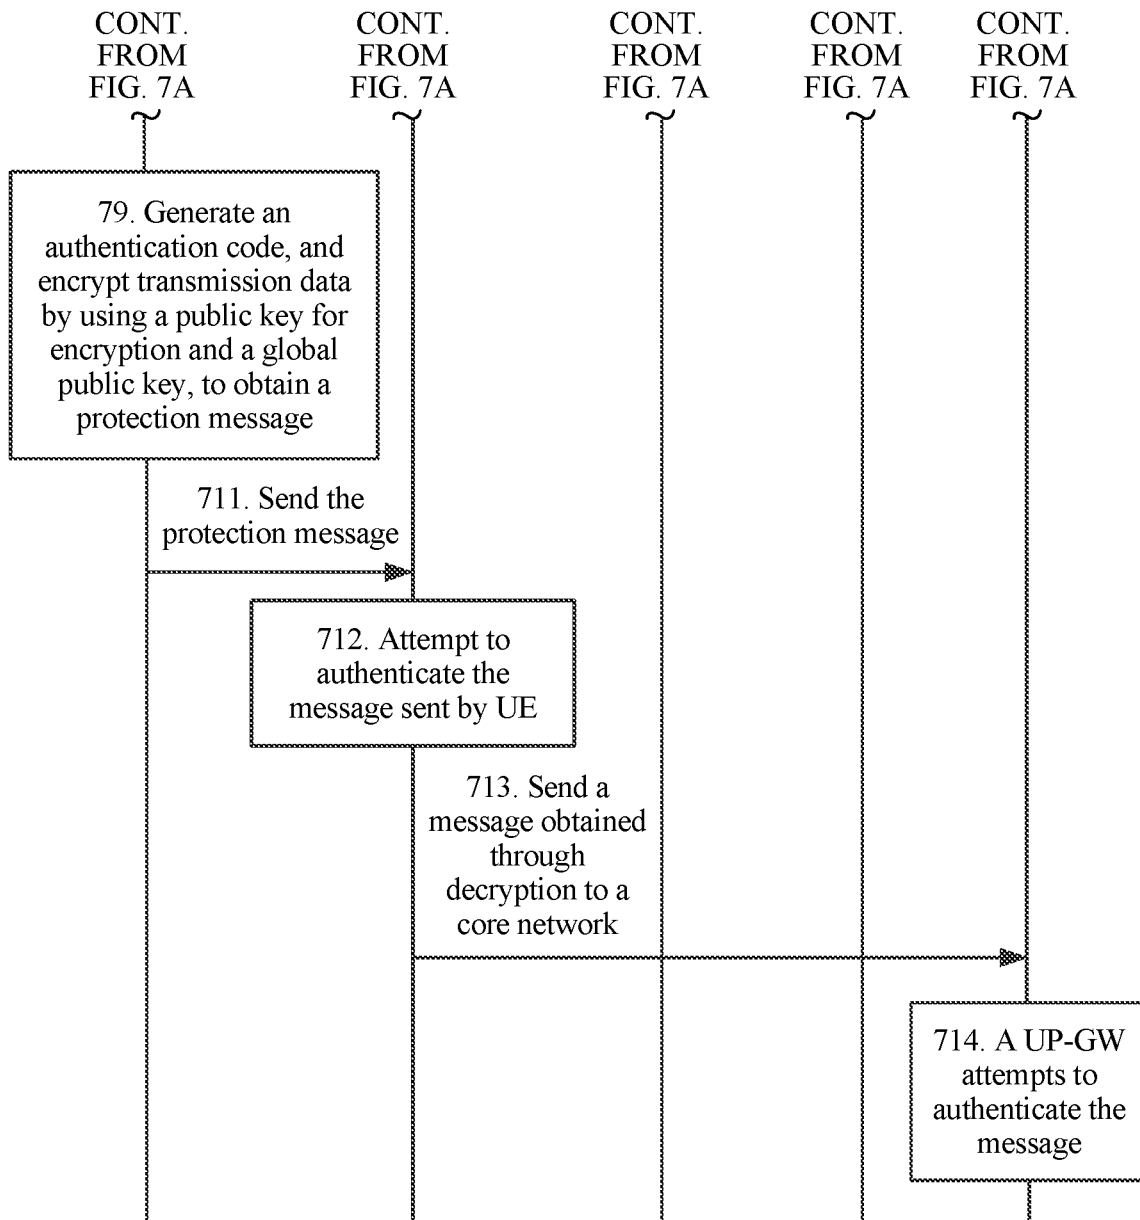 CONT.
FROM
FIG. 7A
CONT.
FROM
FIG. 7A
CONT.
FROM
FIG. 7A
CONT.
FROM
FIG. 7A
CONT.
FROM
FIG. 7A
79. Generate an
authentication code, and
encrypt transmission data
by using a public key for
encryption and a global
public key, to obtain a
protection message
711. Send the
protection message
712. Attempt to
authenticate the
message sent by UE
713. Send a
message obtained
through
decryption to a
core network
714. A UP-GW
attempts to
authenticate the
message